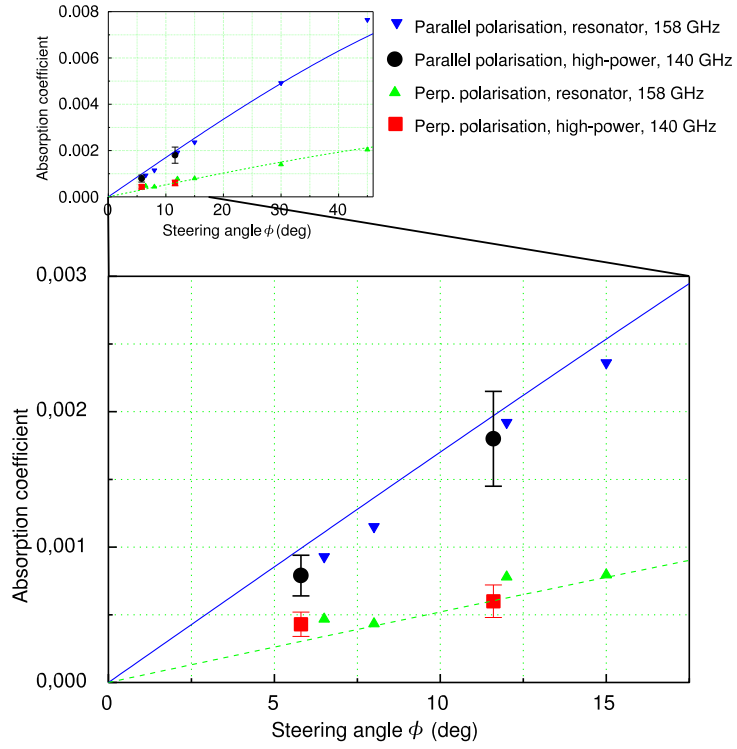 0.008
0.006
0.004
0.002
0.000
Absorption coefficient
0
10
20
30
40
Steering angle ϕ (deg)
Parallel polarisation, resonator, 158 GHz
Parallel polarisation, high-power, 140 GHz
Perp. polarisation, resonator, 158 GHz
Perp. polarisation, high-power, 140 GHz
0,003
0,002
0,001
0,000
Absorption coefficient
0
5
10
15
Steering angle ϕ (deg)